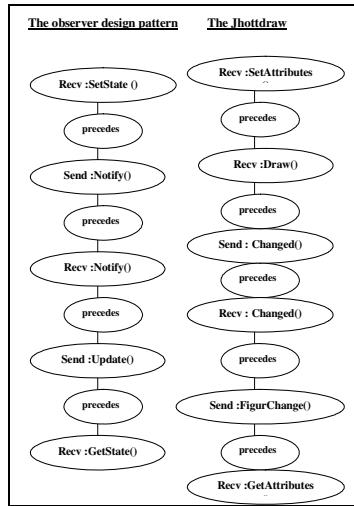 The observer design pattern
Recv :SetState ()
precedes
Send :Notify()
precedes
Recv :Notify()
precedes
Send :Update()
precedes
Recv :GetState()
The Jhottdraw
Recv :SetAttributes
precedes
Recv :Draw()
precedes
Send : Changed()
precedes
Recv : Changed()
precedes
Send :FigurChange()
precedes
Recv :GetAttributes